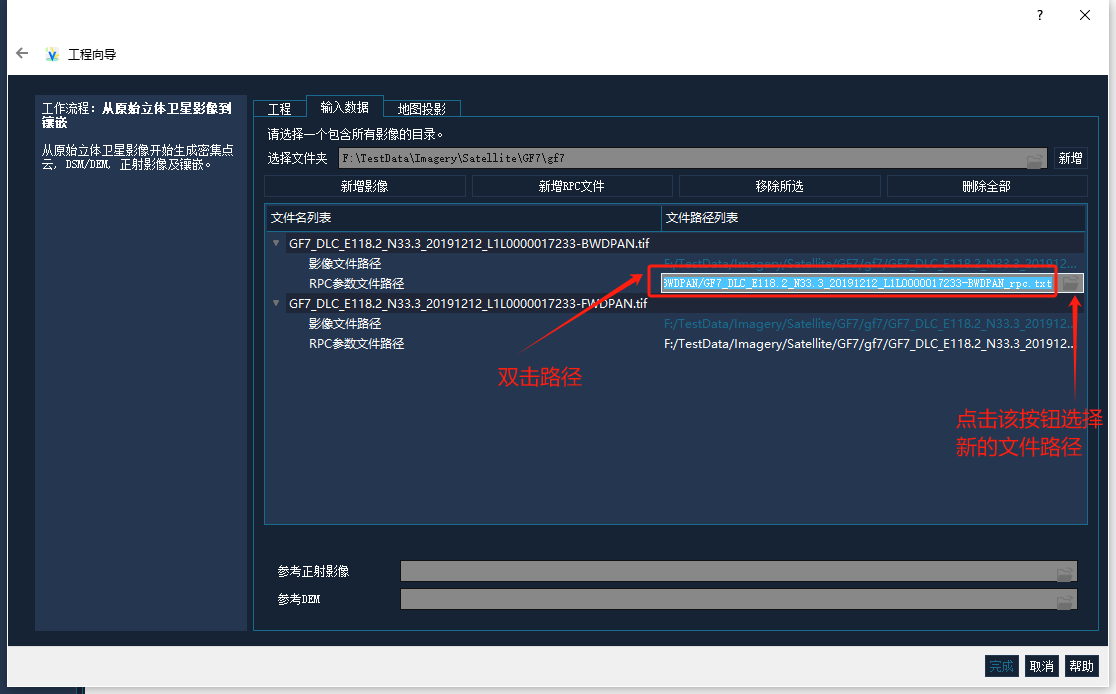 ?
工程向导
工作流程：从原始立体卫星影像到
镶嵌
从原始立体卫星影像开始生成密集点
云, DSM/DEM, 正射影像及镶嵌。
工程 输入数据 地图投影
请选择一个包含所有影像的目录。
选择文件夹 F:\TestData\Imagery\Satellite\GF7\gf7 新增
新增影像 新增RPC文件 移除所选 删除全部
文件名列表 文件路径列表
GF7_DLC_E118.2_N33.3_20191212_L1L0000017233-BWDPAN.tif
影像文件路径 F:/TestData/Imagery/Satellite/GF7/gf7/GF7_DLC_E118.2_N33.3_201912...
RPC参数文件路径 BWDPAN/GF7_DLC_E118.2_N33.3_20191212_L1L0000017233-BWDPAN_rpc.txt
GF7_DLC_E118.2_N33.3_20191212_L1L0000017233-FWDPAN.tif
影像文件路径 F:/TestData/Imagery/Satellite/GF7/gf7/GF7_DLC_E118.2_N33.3_201912...
RPC参数文件路径 F:/TestData/Imagery/Satellite/GF7/gf7/GF7_DLC_E118.2_N33.3_201912...
双击路径
点击该按钮选择
新的文件路径
参考正射影像
参考DEM
完成 取消 帮助